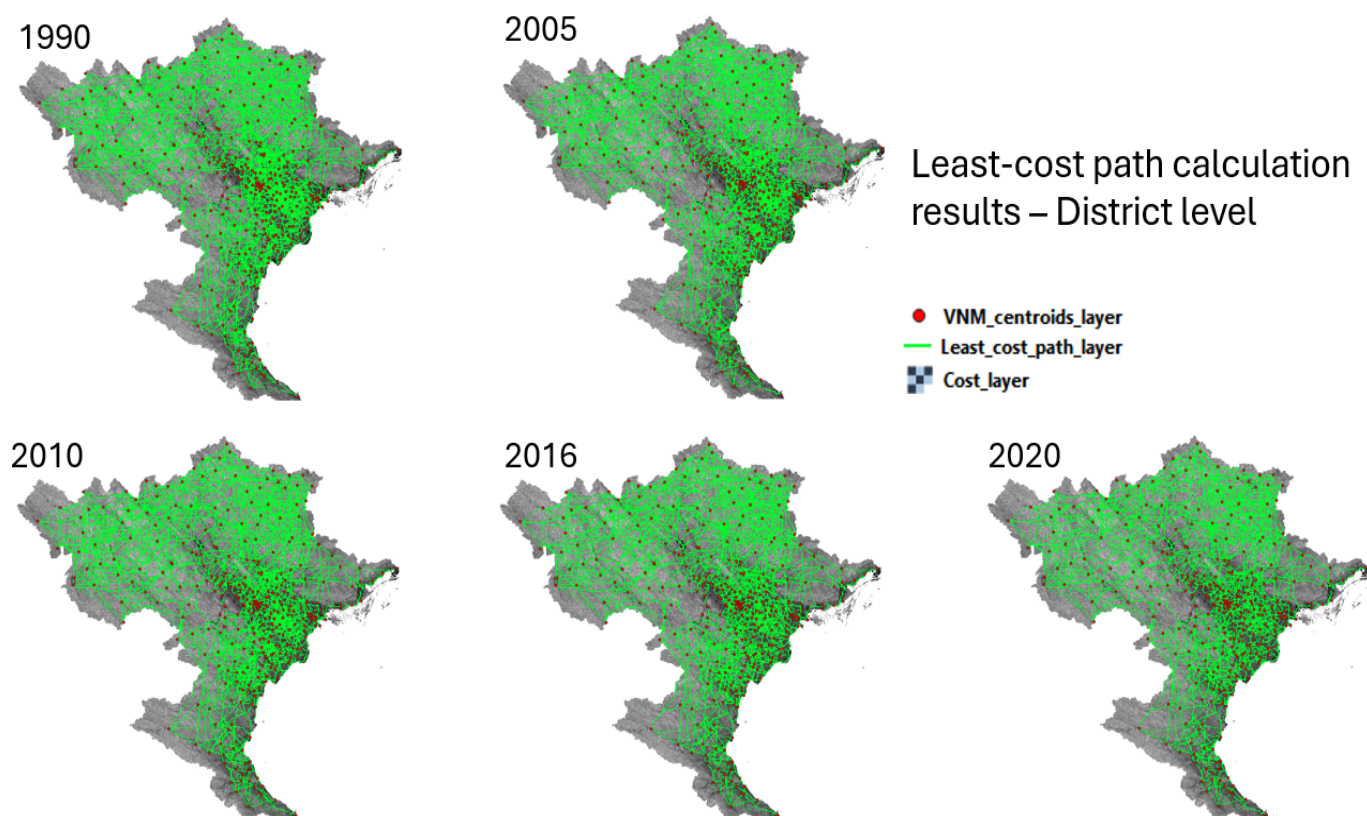 1990
2005
Least-cost path calculation
results – District level
VNM_centroids_layer
Least_cost_path_layer
Cost_layer
2010
2016
2020